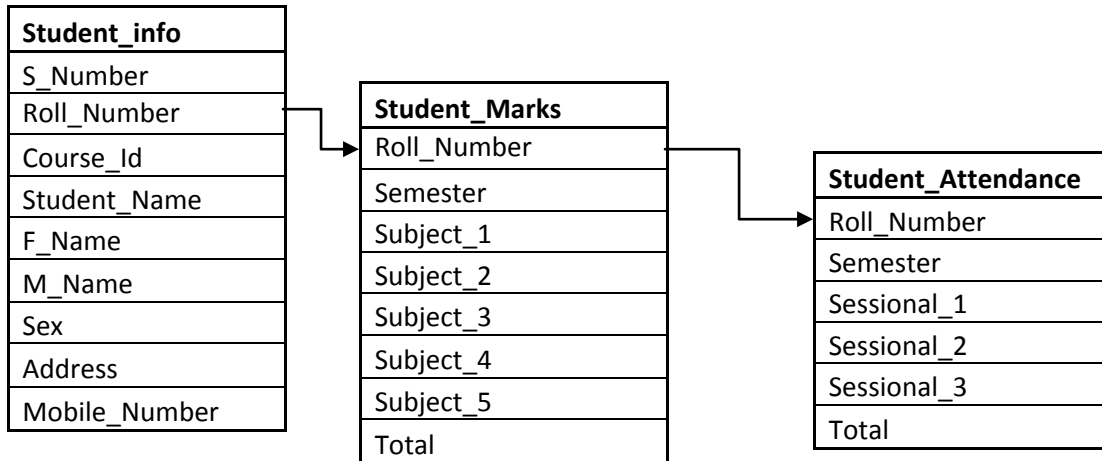 Student_info
S_Number
Roll_Number
Course_Id
Student_Name
F_Name
M_Name
Sex
Address
Mobile_Number
Student_Marks
Roll_Number
Semester
Subject_1
Subject_2
Subject_3
Subject_4
Subject_5
Total
Student_Attendance
Roll_Number
Semester
Sessional_1
Sessional_2
Sessional_3
Total